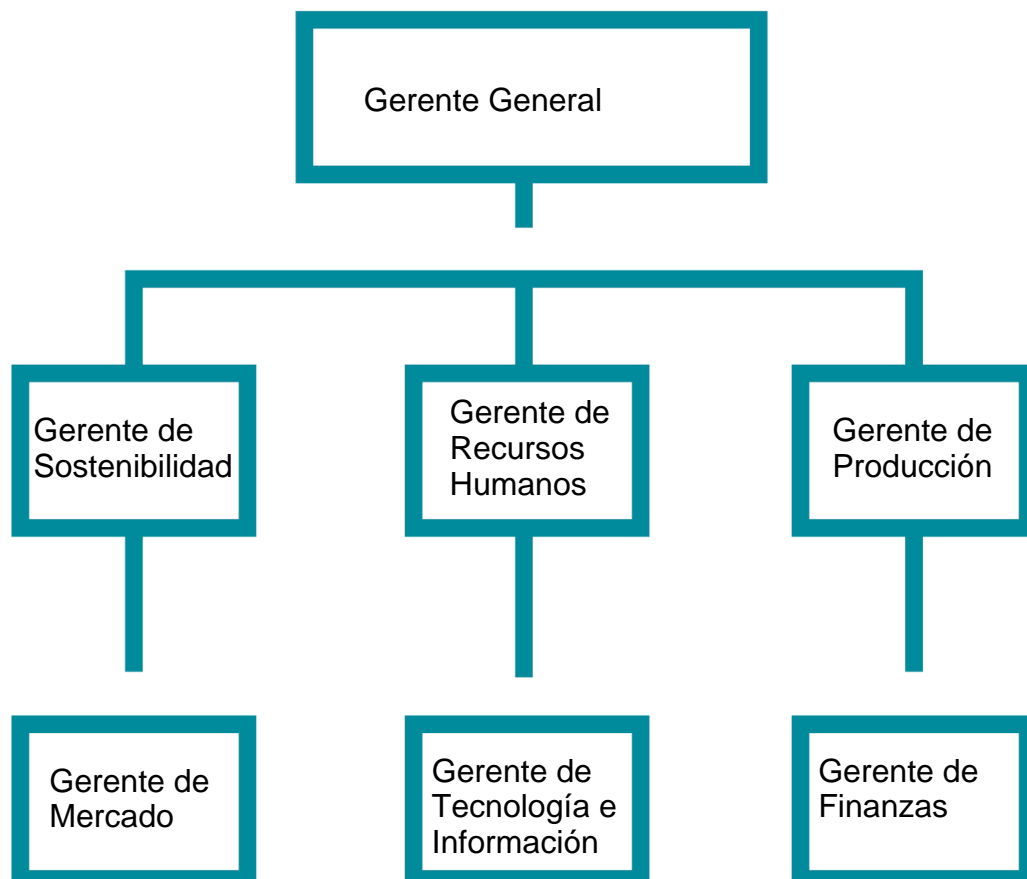 Gerente General
Gerente de
Sostenibilidad
Gerente de
Recursos
Humanos
Gerente de
Producción
Gerente de
Mercado
Gerente de
Tecnología e
Información
Gerente de
Finanzas